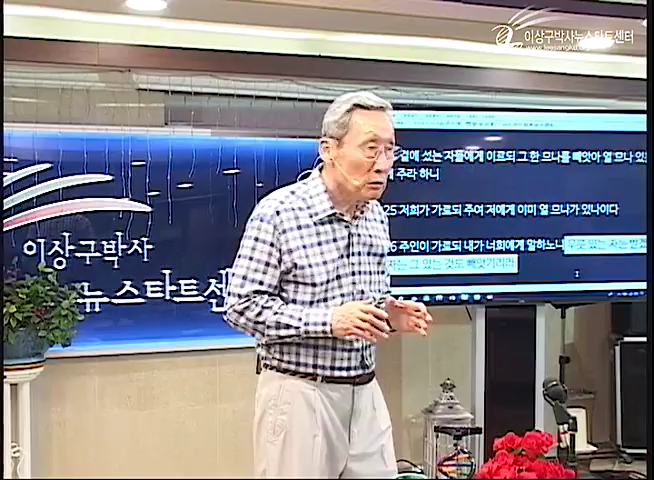 이상구박사뉴스타트센터
곁에 섰는 자들에게 이르되 그 한 므나를 빼앗아 열 므나 있
주라 하니
25 저희가 가로되 주여 저에게 이미 열 므나가 있나이다
6 주인이 가로되 내가 너희에게 말하노니 무릇 있는 자는 받겠
자는 그 있는 것도 빼앗기리라
이상구박사
뉴스타트센